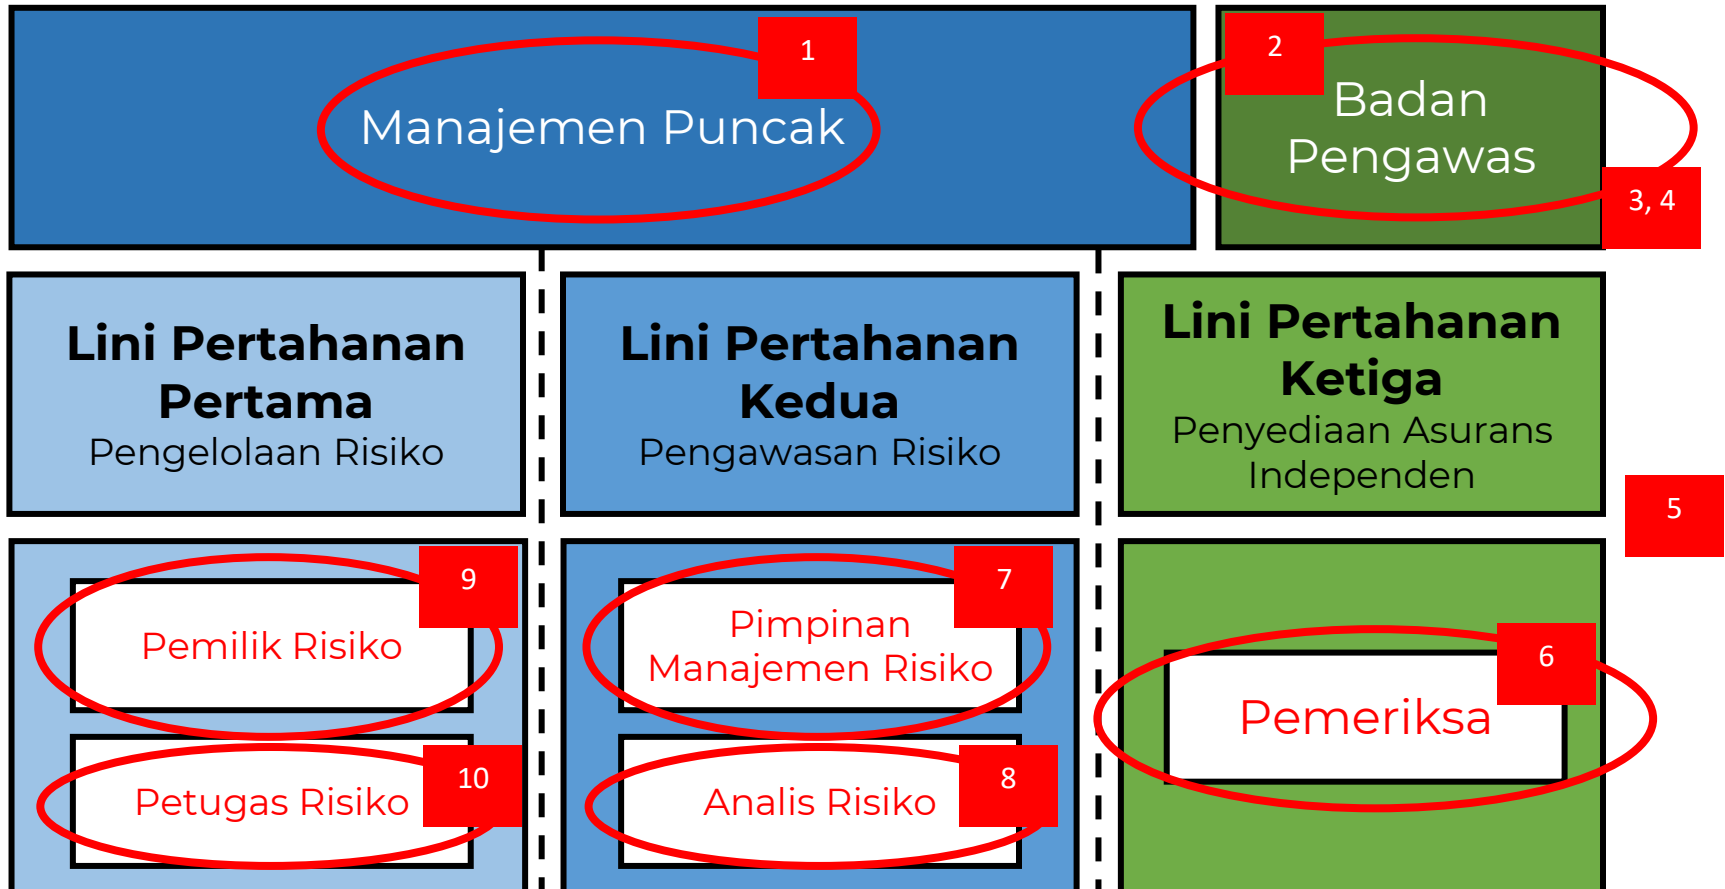 1
Manajemen Puncak
2
Badan
Pengawas
3, 4
Lini Pertahanan
Pertama
Pengelolaan Risiko
Lini Pertahanan
Kedua
Pengawasan Risiko
Lini Pertahanan
Ketiga
Penyediaan Asurans
Independen
5
9
Pemilik Risiko
7
Pimpinan
Manajemen Risiko
6
Pemeriksa
10
Petugas Risiko
8
Analis Risiko